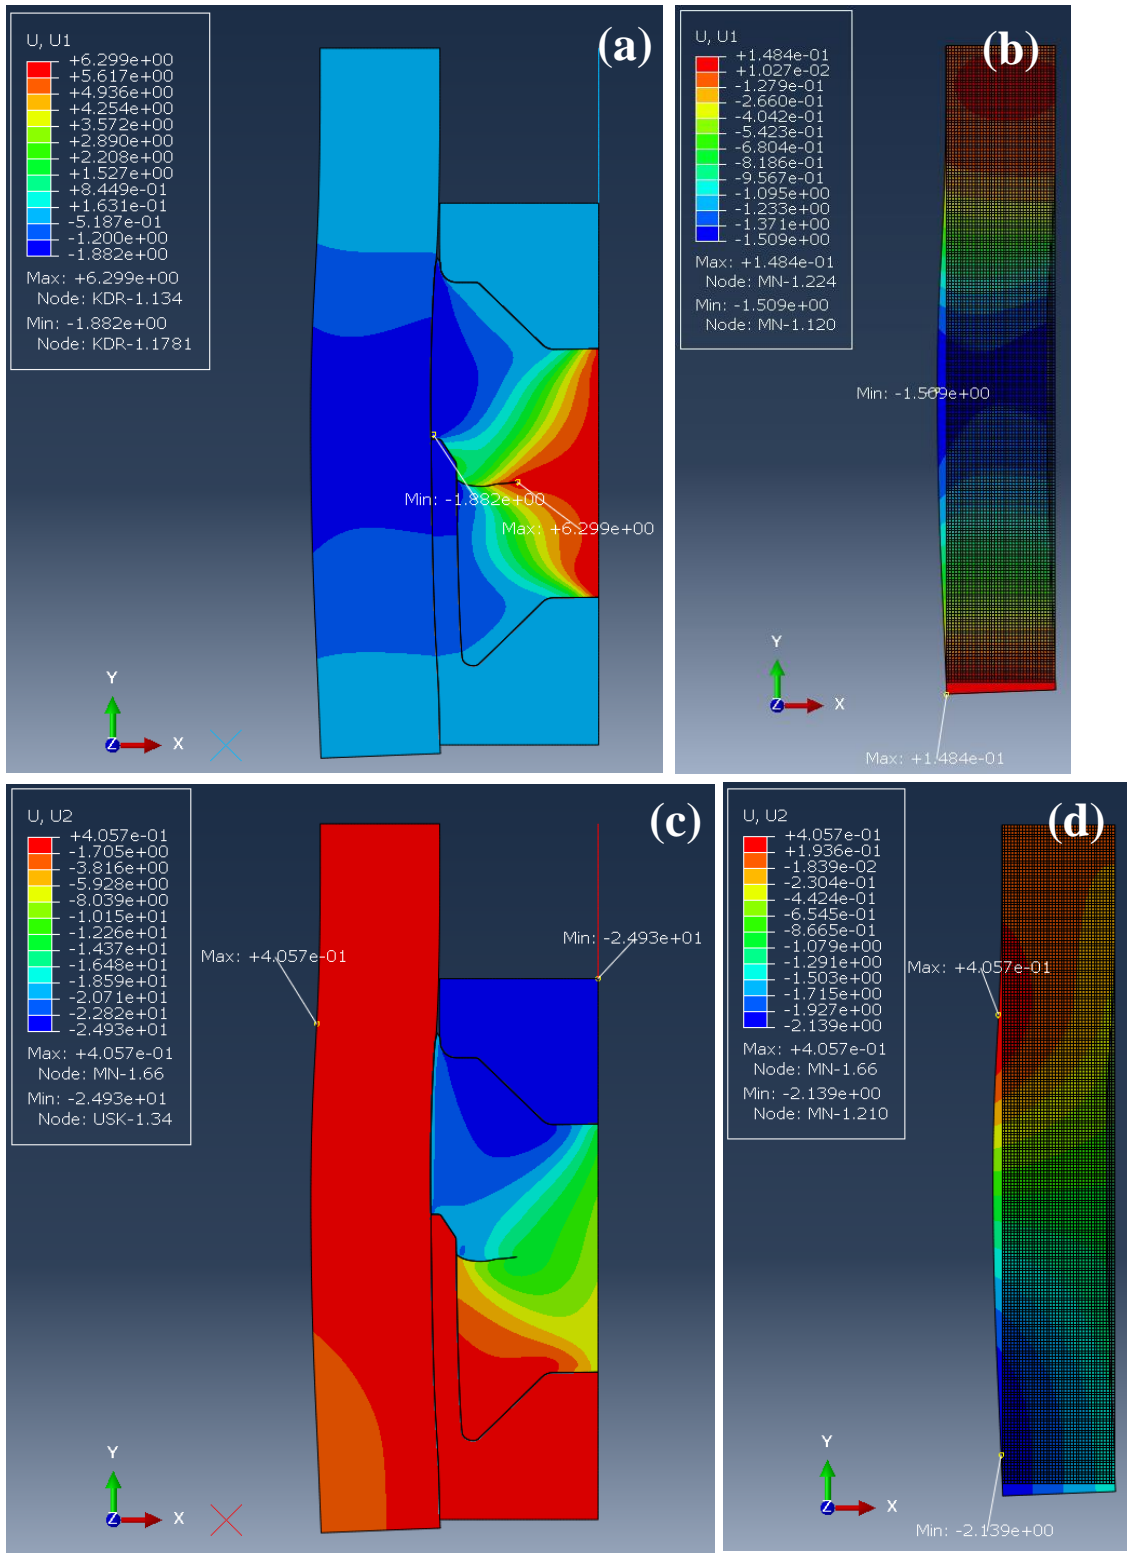 (a)
U, U1
+6.299e+00
+5.617e+00
+4.936e+00
+4.254e+00
+3.572e+00
+2.890e+00
+2.208e+00
+1.527e+00
+8.449e-01
+1.631e-01
-5.187e-01
-1.200e+00
-1.882e+00
Max: +6.299e+00
Node: KDR-1.134
Min: -1.882e+00
Node: KDR-1.1781
Min: -1.882e+00
Max: +6.299e+00
Y
Z
X
(b)
U, U1
+1.484e-01
+1.027e-02
-1.279e-01
-2.660e-01
-4.042e-01
-5.423e-01
-6.804e-01
-8.186e-01
-9.567e-01
-1.095e+00
-1.233e+00
-1.371e+00
-1.509e+00
Max: +1.484e-01
Node: MN-1.224
Min: -1.509e+00
Node: MN-1.120
Min: -1.509e+00
Y
Z
X
Max: +1.484e-01
(c)
U, U2
+4.057e-01
-1.705e+00
-3.816e+00
-5.928e+00
-8.039e+00
-1.015e+01
-1.226e+01
-1.437e+01
-1.648e+01
-1.859e+01
-2.071e+01
-2.282e+01
-2.493e+01
Max: +4.057e-01
Node: MN-1.66
Min: -2.493e+01
Node: USK-1.34
Min: -2.493e+01
Max: +4.057e-01
Y
Z
X
(d)
U, U2
+4.057e-01
+1.936e-01
-1.839e-02
-2.304e-01
-4.424e-01
-6.545e-01
-8.665e-01
-1.079e+00
-1.291e+00
-1.503e+00
-1.715e+00
-1.927e+00
-2.139e+00
Max: +4.057e-01
Node: MN-1.66
Min: -2.139e+00
Node: MN-1.210
Max: +4.057e-01
Y
Z
X
Min: -2.139e+00